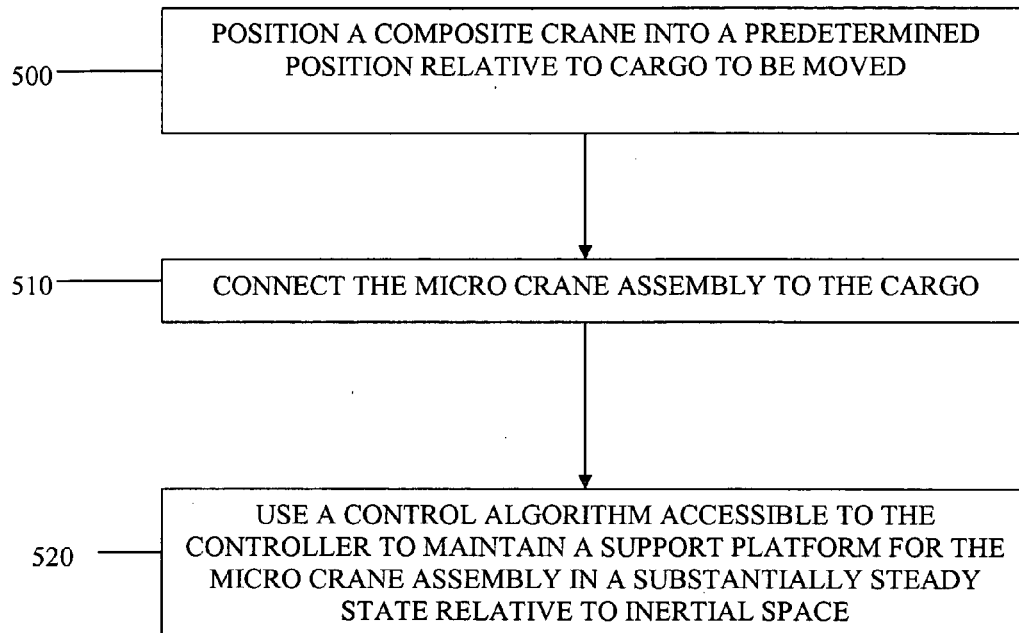 POSITION A COMPOSITE CRANE INTO A PREDETERMINED
POSITION RELATIVE TO CARGO TO BE MOVED
500
CONNECT THE MICRO CRANE ASSEMBLY TO THE CARGO
510
USE A CONTROL ALGORITHM ACCESSIBLE TO THE
CONTROLLER TO MAINTAIN A SUPPORT PLATFORM FOR THE
MICRO CRANE ASSEMBLY IN A SUBSTANTIALLY STEADY
STATE RELATIVE TO INERTIAL SPACE
520